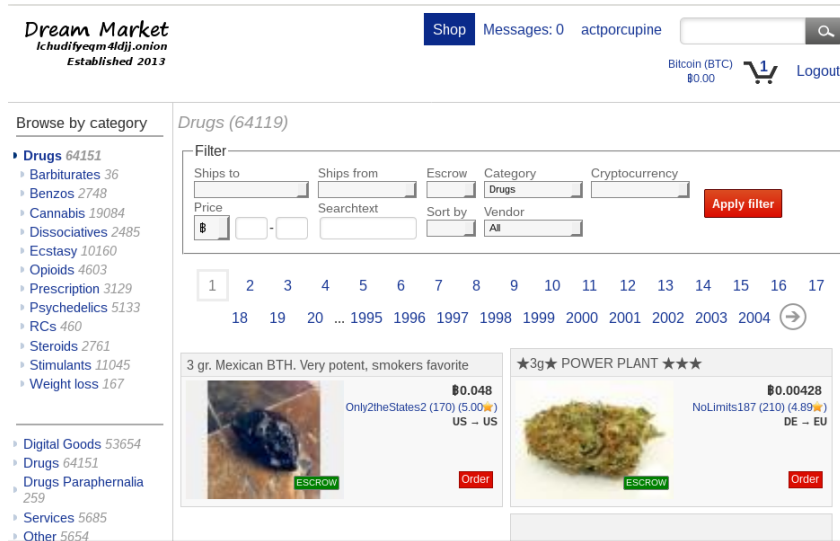 Dream Market
lchudifyeqm4ldjj.onion
Established 2013
Shop
Messages: 0
actporcupine
Bitcoin (BTC)
฿0.00
1
Logout
Browse by category
Drugs 64151
Barbiturates 36
Benzos 2748
Cannabis 19084
Dissociatives 2485
Ecstasy 10160
Opioids 4603
Prescription 3129
Psychedelics 5133
RCs 460
Steroids 2761
Stimulants 11045
Weight loss 167
Digital Goods 53654
Drugs 64151
Drugs Paraphernalia
259
Services 5685
Other 5654
Drugs (64119)
Filter
Ships to Ships from Escrow Category Cryptocurrency
Drugs
Price Searchtext Sort by Vendor
฿ - All
Apply filter
1 2 3 4 5 6 7 8 9 10 11 12 13 14 15 16 17
18 19 20 ... 1995 1996 1997 1998 1999 2000 2001 2002 2003 2004
3 gr. Mexican BTH. Very potent, smokers favorite
฿0.048
Only2theStates2 (170) (5.00⭐)
US → US
ESCROW
Order
★3g★ POWER PLANT ★★★
฿0.00428
NoLimits187 (210) (4.89⭐)
DE → EU
ESCROW
Order